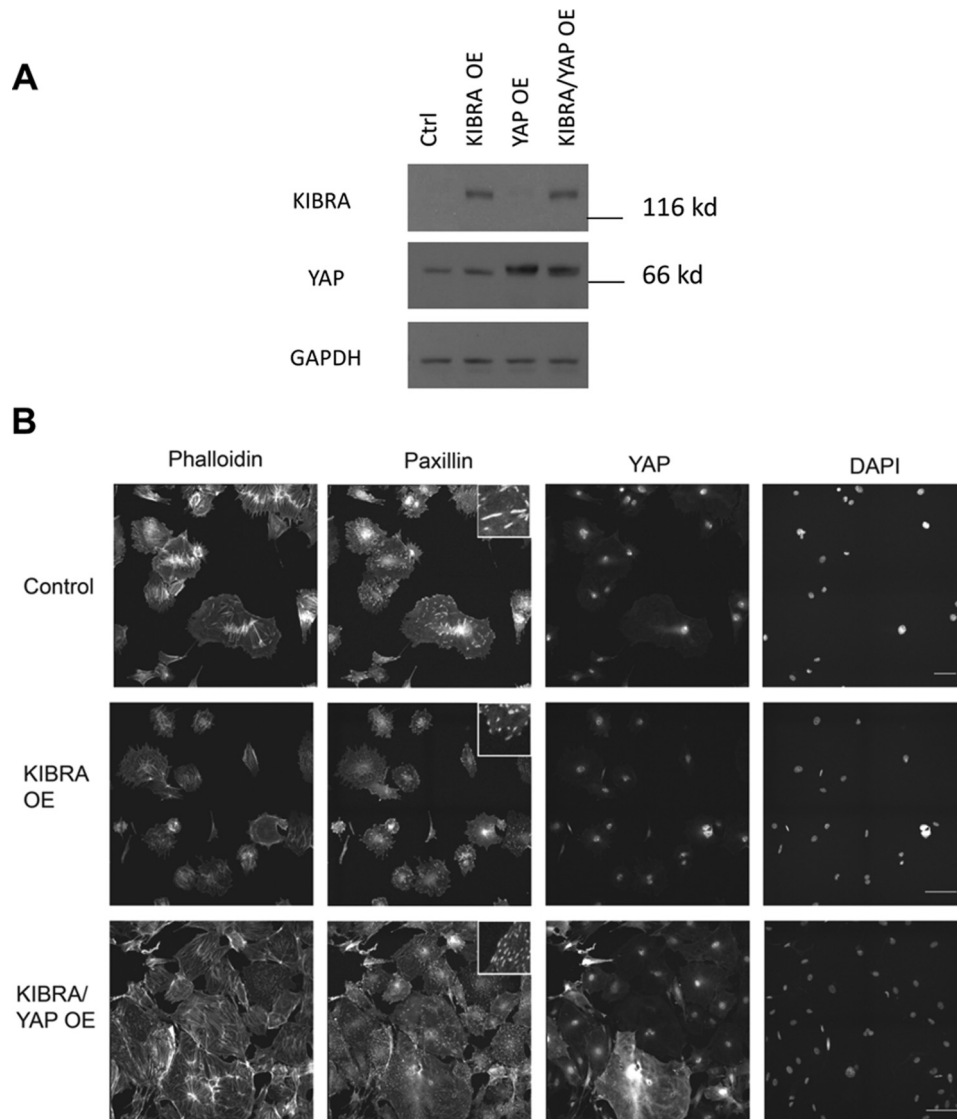 A
Ctrl
KIBRA OE
YAP OE
KIBRA/YAP OE
KIBRA
116 kd
YAP
66 kd
GAPDH
B
Phalloidin
Paxillin
YAP
DAPI
Control
KIBRA
OE
KIBRA/
YAP OE